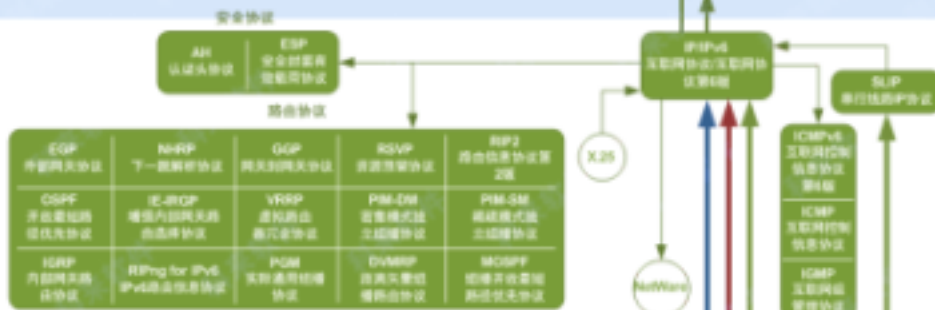 安全协议
AH
认证头协议
ESP
安全封装有
效载荷协议
IP/IPv6
互联网协议/互联网协
议第6版
SLIP
串行线路IP协议
路由协议
EGP
外部网关协议
NHRP
下一跳解析协议
GGP
网关到网关协议
RSVP
资源预留协议
RIP2
路由信息协议第
2版
X.25
ICMPv6
互联网控制
信息协议
第6版
OSPF
开放最短路
径优先协议
IE-IRGP
增强内部网关路
由选择协议
VRRP
虚拟路由
器冗余协议
PIM-DM
密集模式独
立组播协议
PIM-SM
稀疏模式独
立组播协议
ICMP
互联网控制
信息协议
IGRP
内部网关路
由协议
RIPng for IPv6
IPv6路由信息协议
PGM
实际通用组播
协议
DVMRP
距离矢量组
播路由协议
MOSPF
组播开放最短
路径优先协议
NetWare
IGMP
互联网组
管理协议